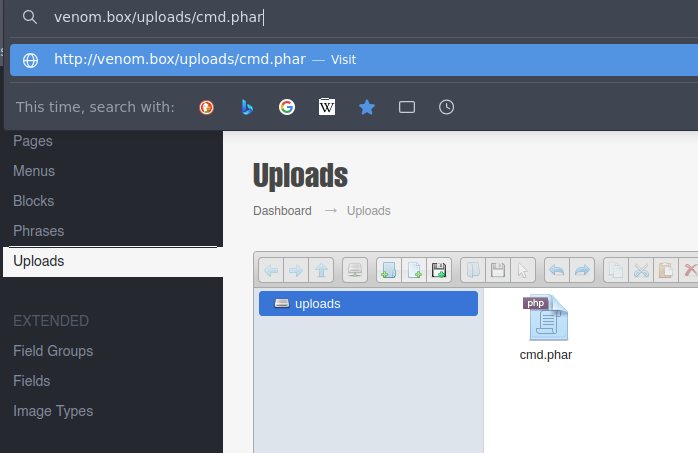 venom.box/uploads/cmd.phar
http://venom.box/uploads/cmd.phar — Visit
This time, search with:
W
Pages
Menus
Blocks
Phrases
Uploads
EXTENDED
Field Groups
Fields
Image Types
Uploads
Dashboard → Uploads
uploads
php
cmd.phar